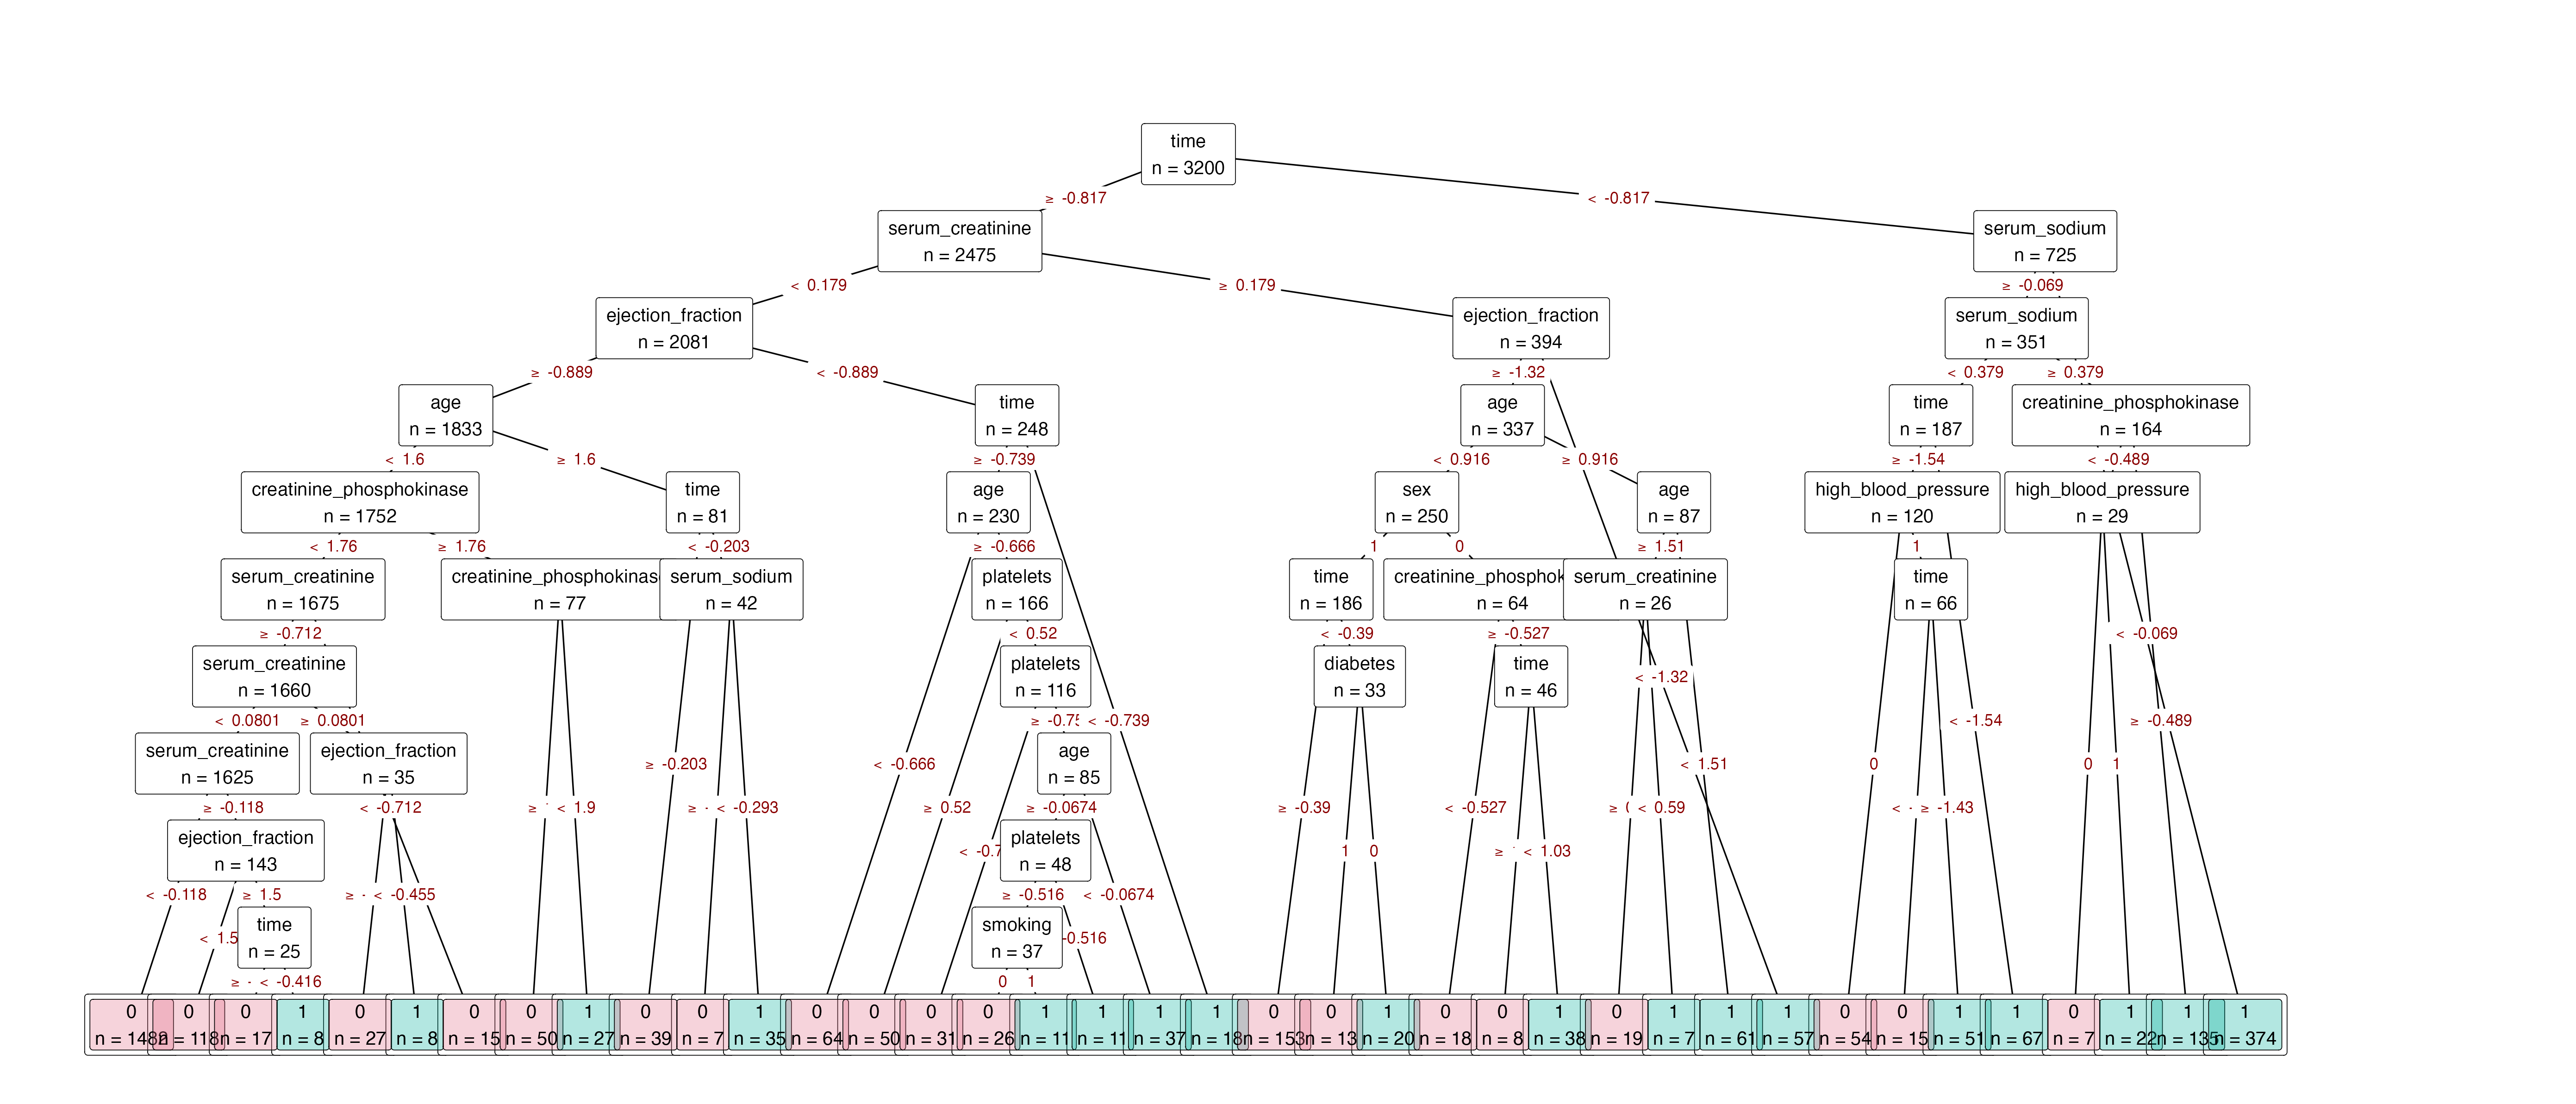 time
n = 3200
≥ -0.817
< -0.817
serum_creatinine
n = 2475
serum_sodium
n = 725
< 0.179
≥ 0.179
≥ -0.069
ejection_fraction
n = 2081
ejection_fraction
n = 394
serum_sodium
n = 351
≥ -0.889
< -0.889
≥ -1.32
< 0.379
≥ 0.379
age
n = 1833
time
n = 248
age
n = 337
time
n = 187
creatinine_phosphokinase
n = 164
< 1.6
≥ 1.6
≥ -0.739
< 0.916
≥ 0.916
≥ -1.54
< -0.489
creatinine_phosphokinase
n = 1752
time
n = 81
age
n = 230
sex
n = 250
age
n = 87
high_blood_pressure
n = 120
high_blood_pressure
n = 29
< 1.76
≥ 1.76
< -0.203
≥ -0.666
1
0
≥ 1.51
1
serum_creatinine
n = 1675
creatinine_phosphokinas
n = 77
serum_sodium
n = 42
platelets
n = 166
time
n = 186
creatinine_phosphok
n = 64
serum_creatinine
n = 26
time
n = 66
≥ -0.712
< 0.52
< -0.39
≥ -0.527
< -0.069
serum_creatinine
n = 1660
platelets
n = 116
diabetes
n = 33
time
n = 46
< -1.32
< 0.0801
≥ 0.0801
< -0.739
< -1.54
≥ -0.489
serum_creatinine
n = 1625
ejection_fraction
n = 35
age
n = 85
≥ -0.203
< -0.666
< 1.51
0
0
1
≥ -0.118
< -0.712
< 1.9
< -0.293
≥ 0.52
≥ -0.0674
≥ -0.39
< -0.527
< 0.59
≥ -1.43
ejection_fraction
n = 143
platelets
n = 48
1
0
< 1.03
< -0.118
≥ 1.5
< -0.455
≥ -0.516
< -0.0674
time
n = 25
smoking
n = 37
< 1.5
-0.516
< -0.416
0
1
0
0
0
1
0
1
0
0
1
0
0
1
0
0
0
0
1
1
1
1
0
0
1
0
0
1
0
1
1
1
0
0
1
1
0
1
1
1
n = 118
n = 17
n = 8
n = 27
n = 8
n = 15
n = 50
n = 27
n = 39
n = 7
n = 35
n = 64
n = 50
n = 31
n = 26
n = 11
n = 11
n = 37
n = 18
n = 153
n = 13
n = 20
n = 18
n = 8
n = 38
n = 19
n = 7
n = 61
n = 57
n = 54
n = 15
n = 51
n = 67
n = 7
n = 22
n = 135
n = 374